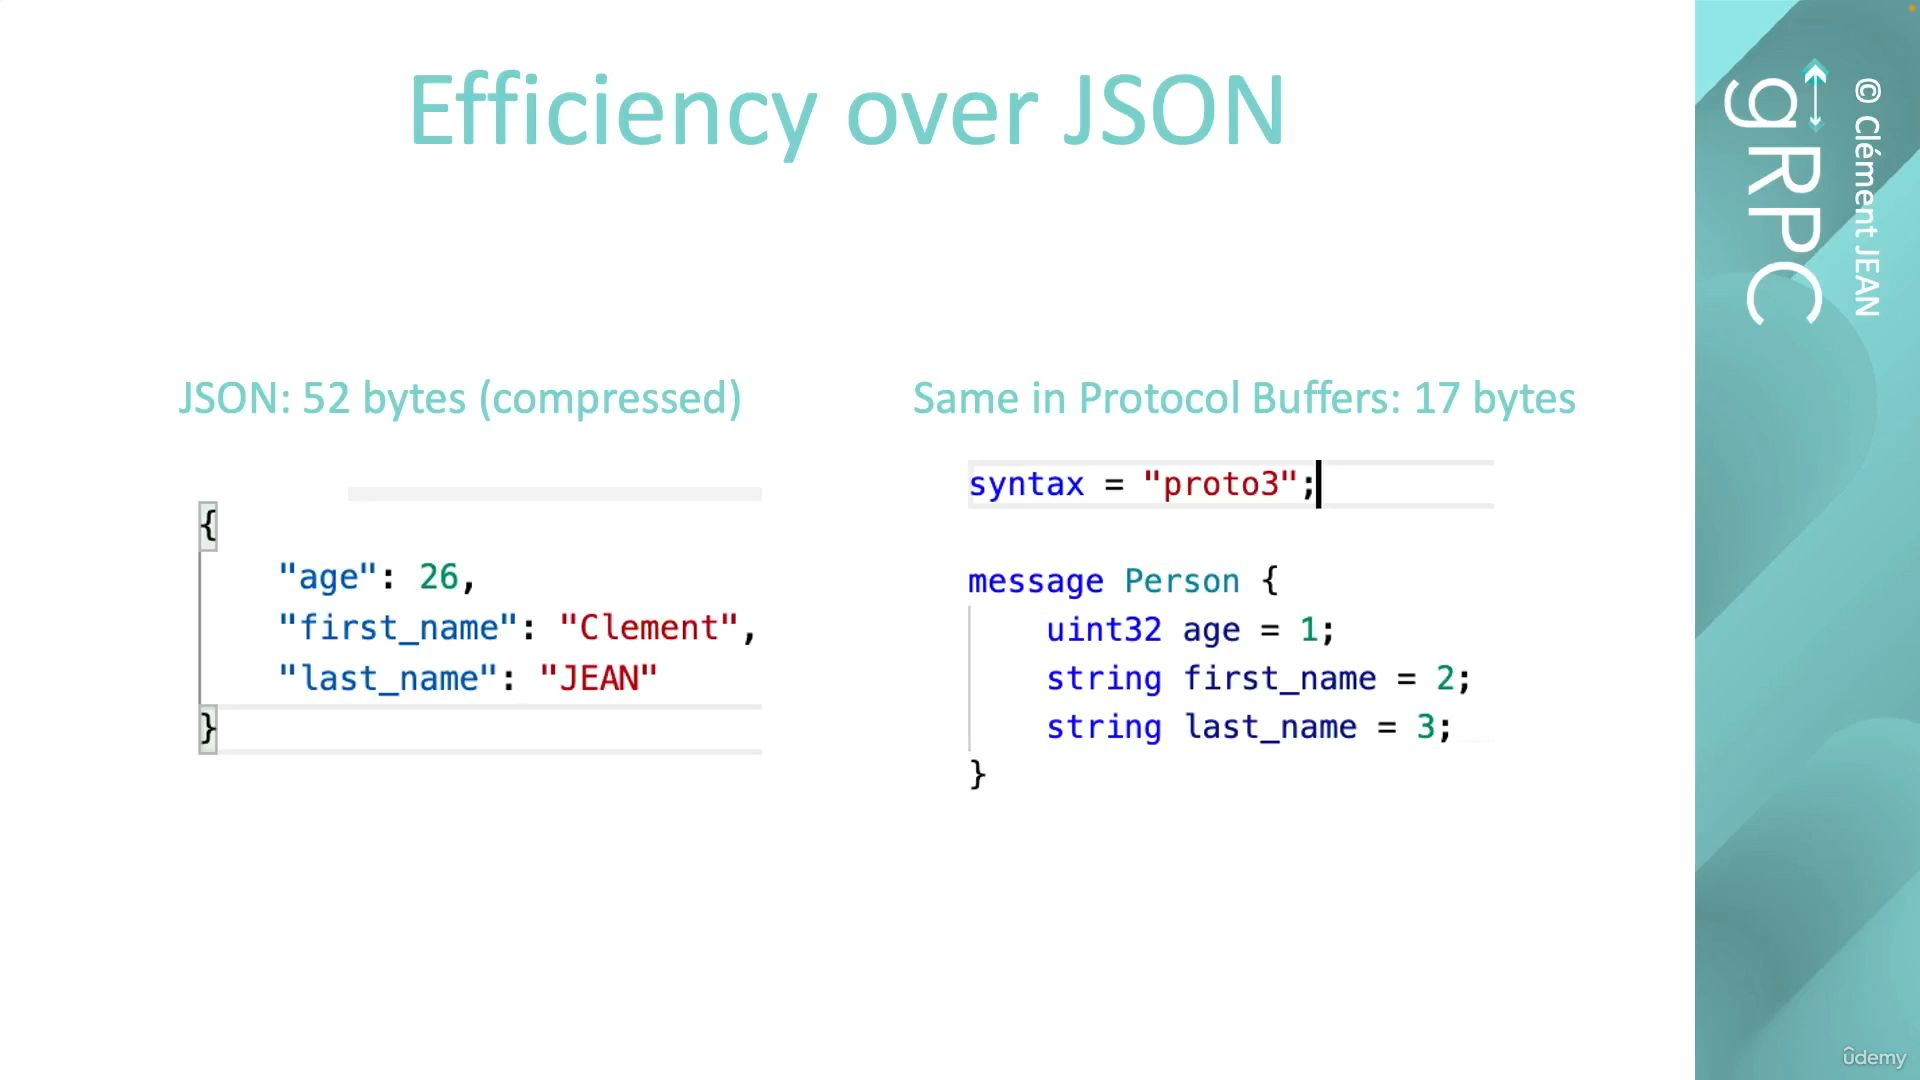 Efficiency over JSON
JSON: 52 bytes (compressed)
{
"age": 26,
"first_name": "Clement",
"last_name": "JEAN"
}
Same in Protocol Buffers: 17 bytes
syntax = "proto3";
message Person {
uint32 age = 1;
string first_name = 2;
string last_name = 3;
}
gRPC
© Clément JEAN
udemy